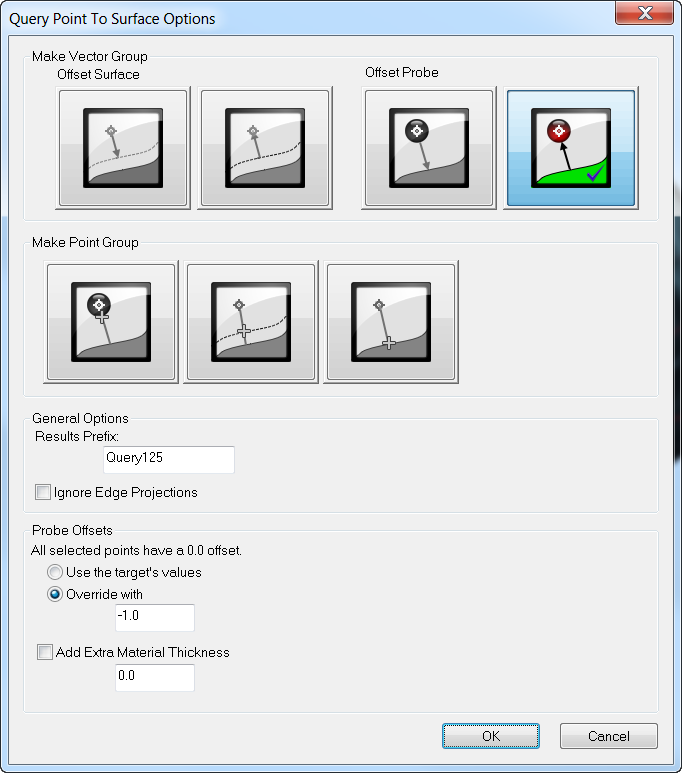 Query Point To Surface Options
Make Vector Group
Offset Surface
Offset Probe
Make Point Group
General Options
Results Prefix:
Query125
Ignore Edge Projections
Probe Offsets
All selected points have a 0.0 offset.
Use the target's values
Override with
-1.0
Add Extra Material Thickness
0.0
OK
Cancel